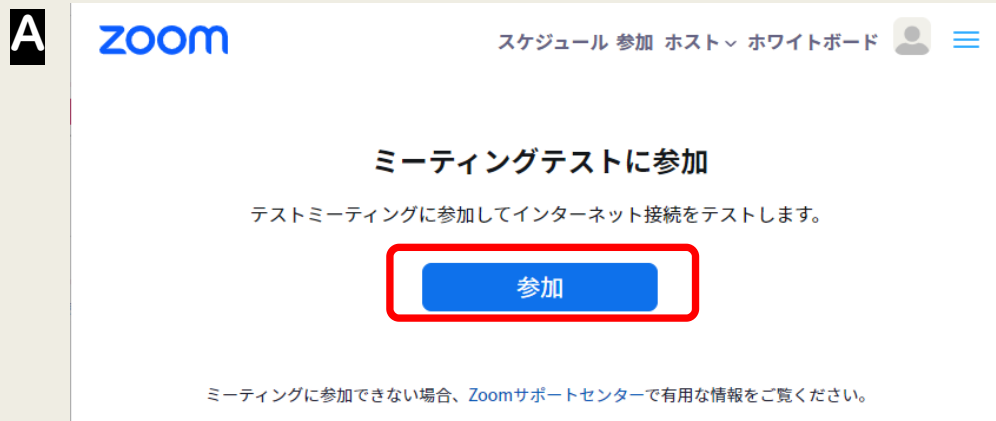 A
zoom
スケジュール 参加 ホスト ホワイトボード
ミーティングテストに参加
テストミーティングに参加してインターネット接続をテストします。
参加
ミーティングに参加できない場合、Zoomサポートセンターで有用な情報をご覧ください。